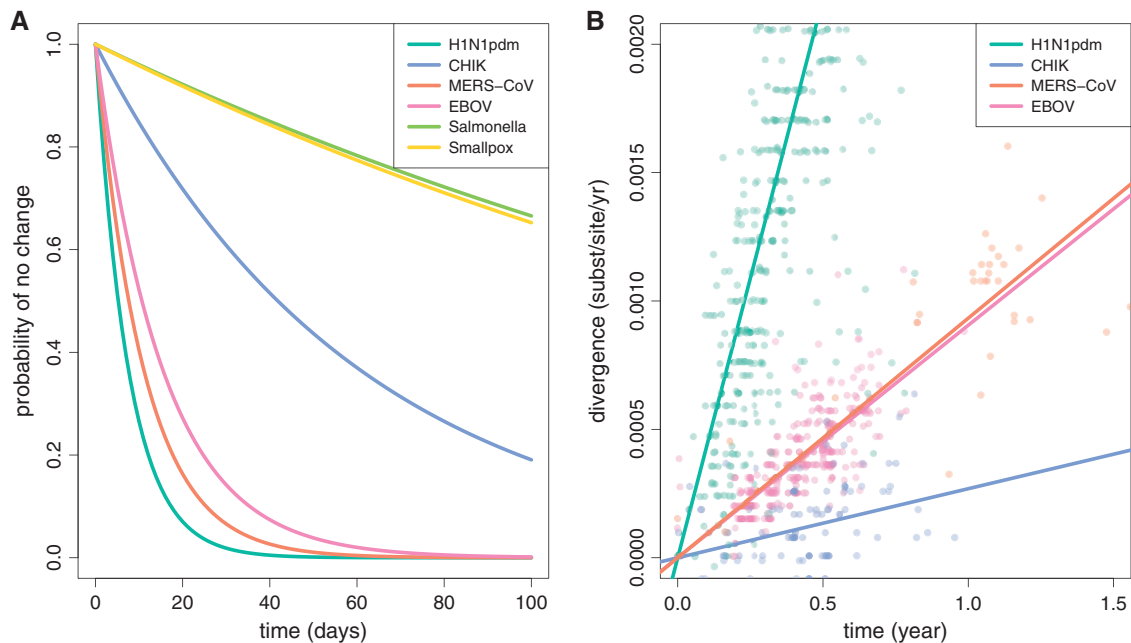 A
probability of no change
1.0
0.8
0.6
0.4
0.2
0.0
0
20
40
60
80
100
time (days)
H1N1pdm
CHIK
MERS−CoV
EBOV
Salmonella
Smallpox
B
divergence (subst/site/yr)
0.0020
0.0015
0.0010
0.0005
0.0000
0.0
0.5
1.0
1.5
time (year)
H1N1pdm
CHIK
MERS−CoV
EBOV